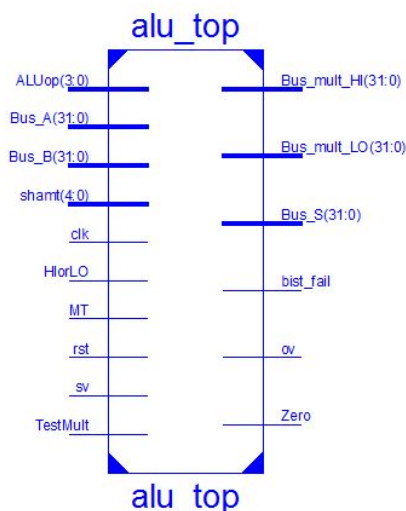 alu_top
ALUop(3:0)
Bus_A(31:0)
Bus_B(31:0)
shamt(4:0)
clk
HIorLO
MT
rst
sv
TestMult
Bus_mult_HI(31:0)
Bus_mult_LO(31:0)
Bus_S(31:0)
bist_fail
ov
Zero
alu_top